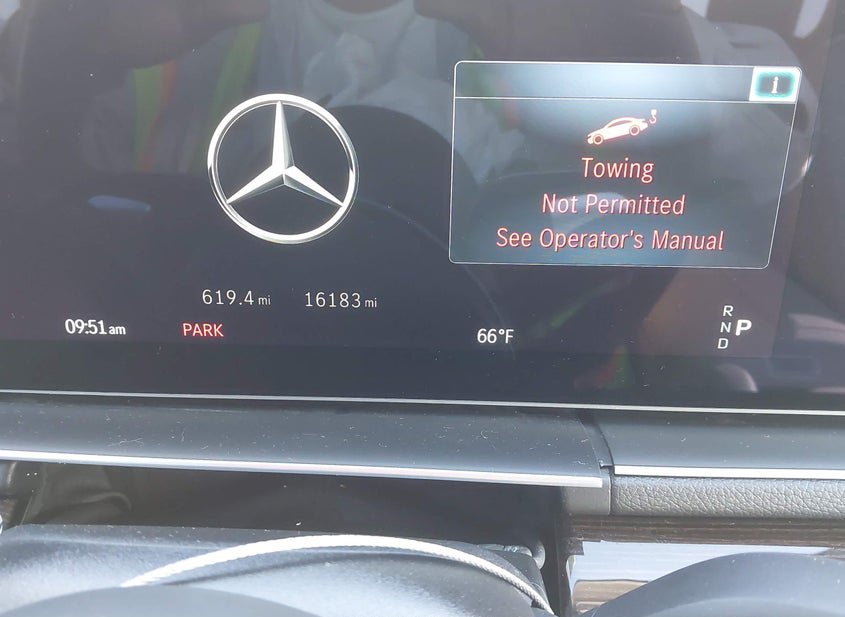 i
Towing
Not Permitted
See Operator's Manual
619.4 mi 16183 mi
09:51 am PARK 66°F
R
N P
D